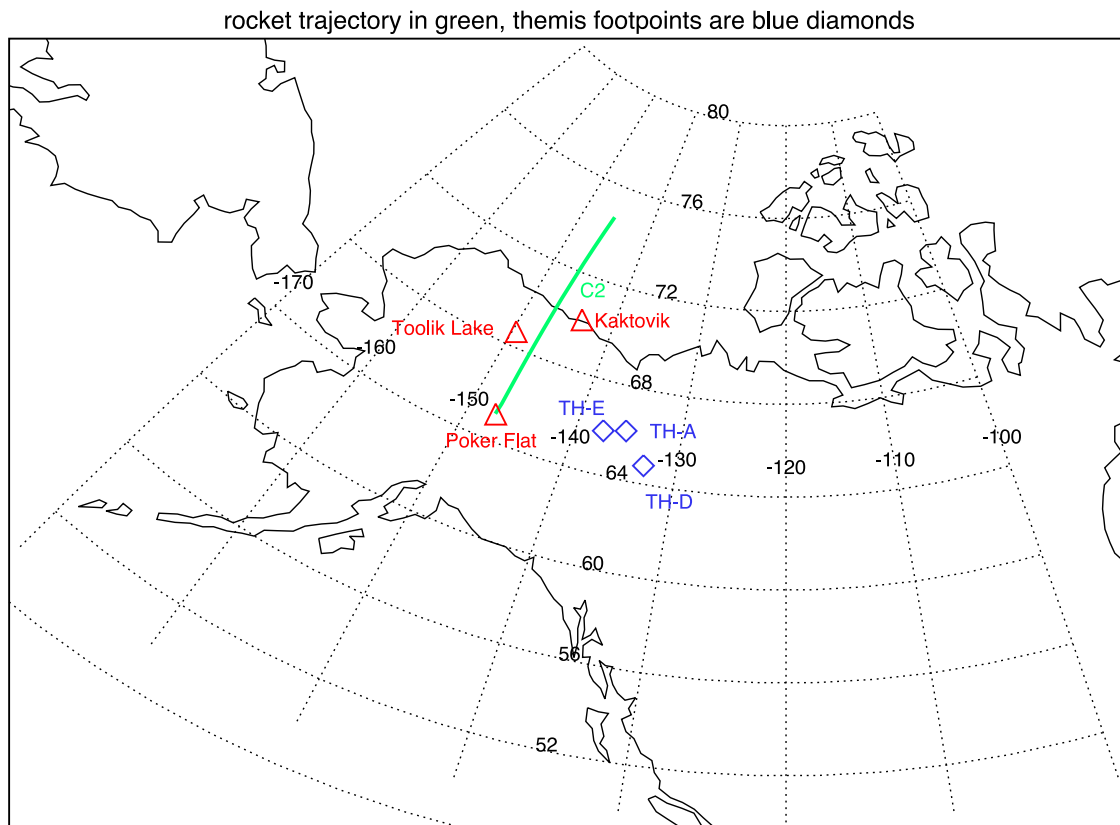 rocket trajectory in green, themis footpoints are blue diamonds
80
76
-170
C2
72
Toolik Lake
Kaktovik
-160
68
-150
TH-E
Poker Flat
-140
TH-A
-100
-130
-120
-110
64
TH-D
60
56
52